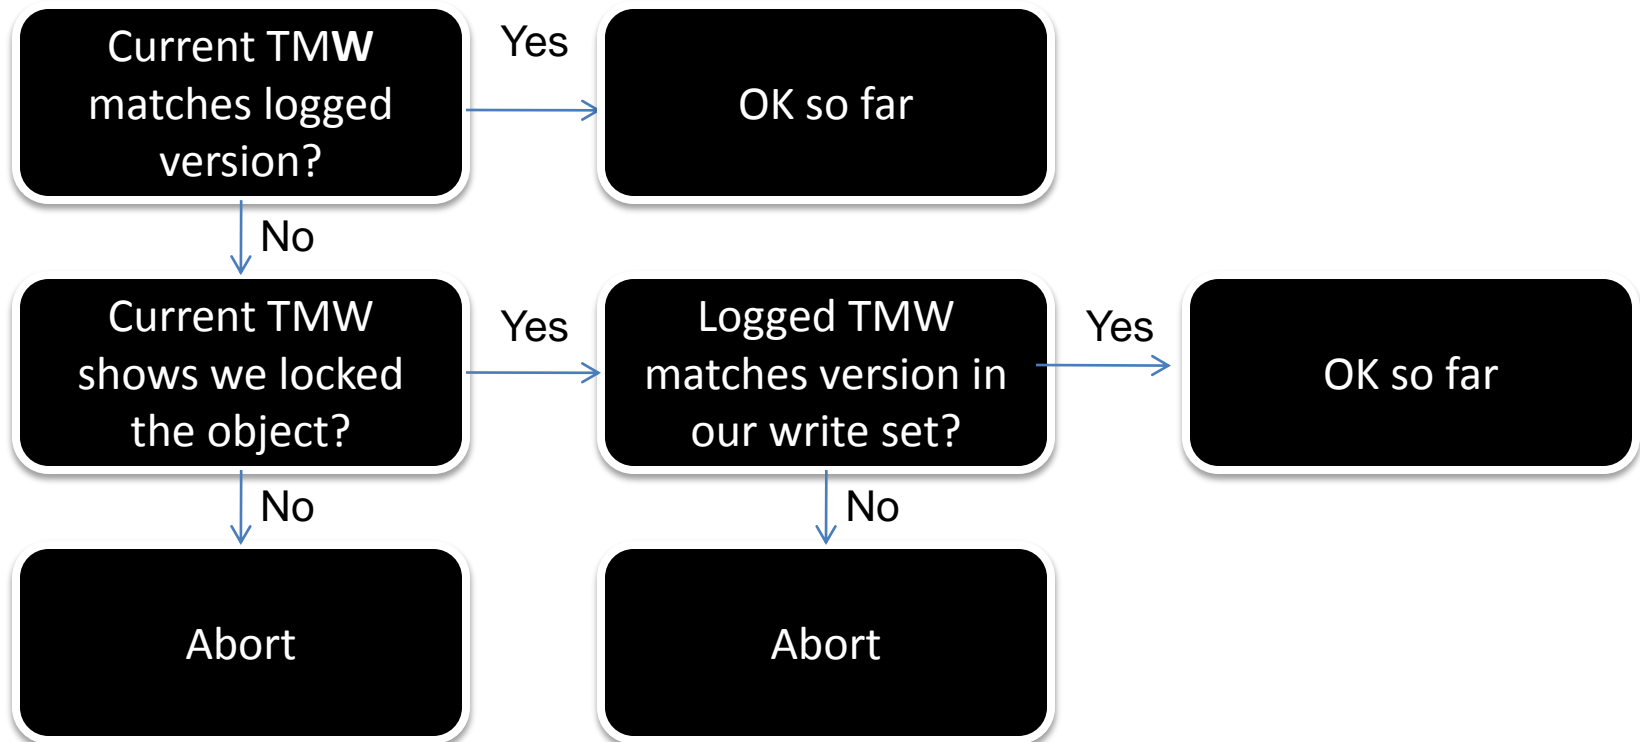 Current TMW
matches logged
version?
Yes
OK so far
No
Current TMW
shows we locked
the object?
Yes
Logged TMW
matches version in
our write set?
Yes
OK so far
No
No
Abort
Abort